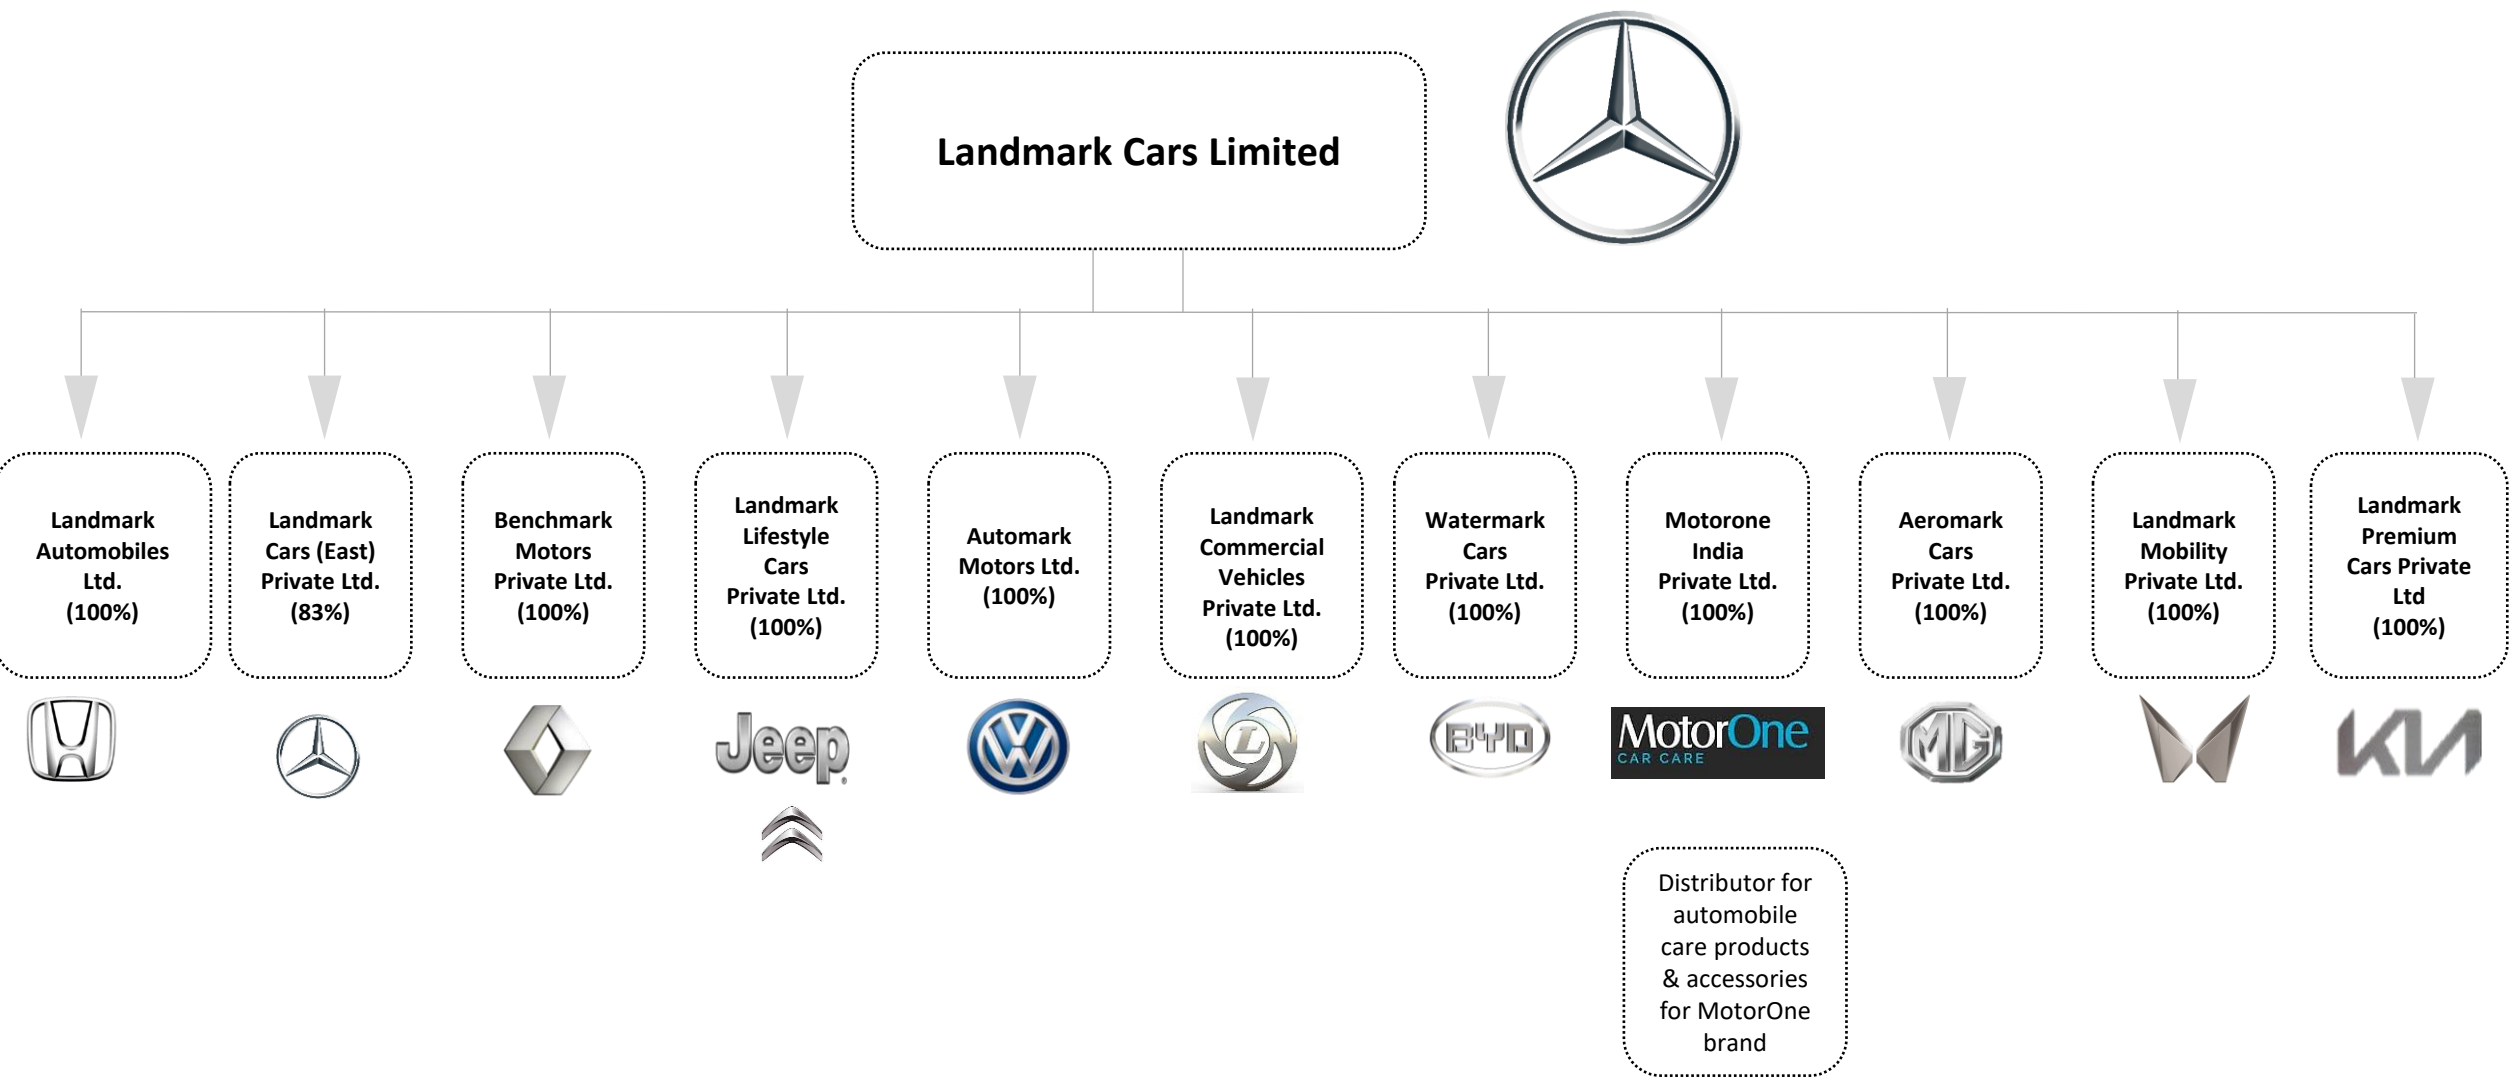 Landmark Cars Limited
Landmark
Automobiles
Ltd.
(100%)
Landmark
Cars (East)
Private Ltd.
(83%)
Benchmark
Motors
Private Ltd.
(100%)
Landmark
Lifestyle
Cars
Private Ltd.
(100%)
Automark
Motors Ltd.
(100%)
Landmark
Commercial
Vehicles
Private Ltd.
(100%)
Watermark
Cars
Private Ltd.
(100%)
Motorone
India
Private Ltd.
(100%)
Aeromark
Cars
Private Ltd.
(100%)
Landmark
Mobility
Private Ltd.
(100%)
Landmark
Premium
Cars Private
Ltd
(100%)
Jeep
L
BYD
MotorOne
CAR CARE
MG
KIA
Distributor for
automobile
care products
& accessories
for MotorOne
brand